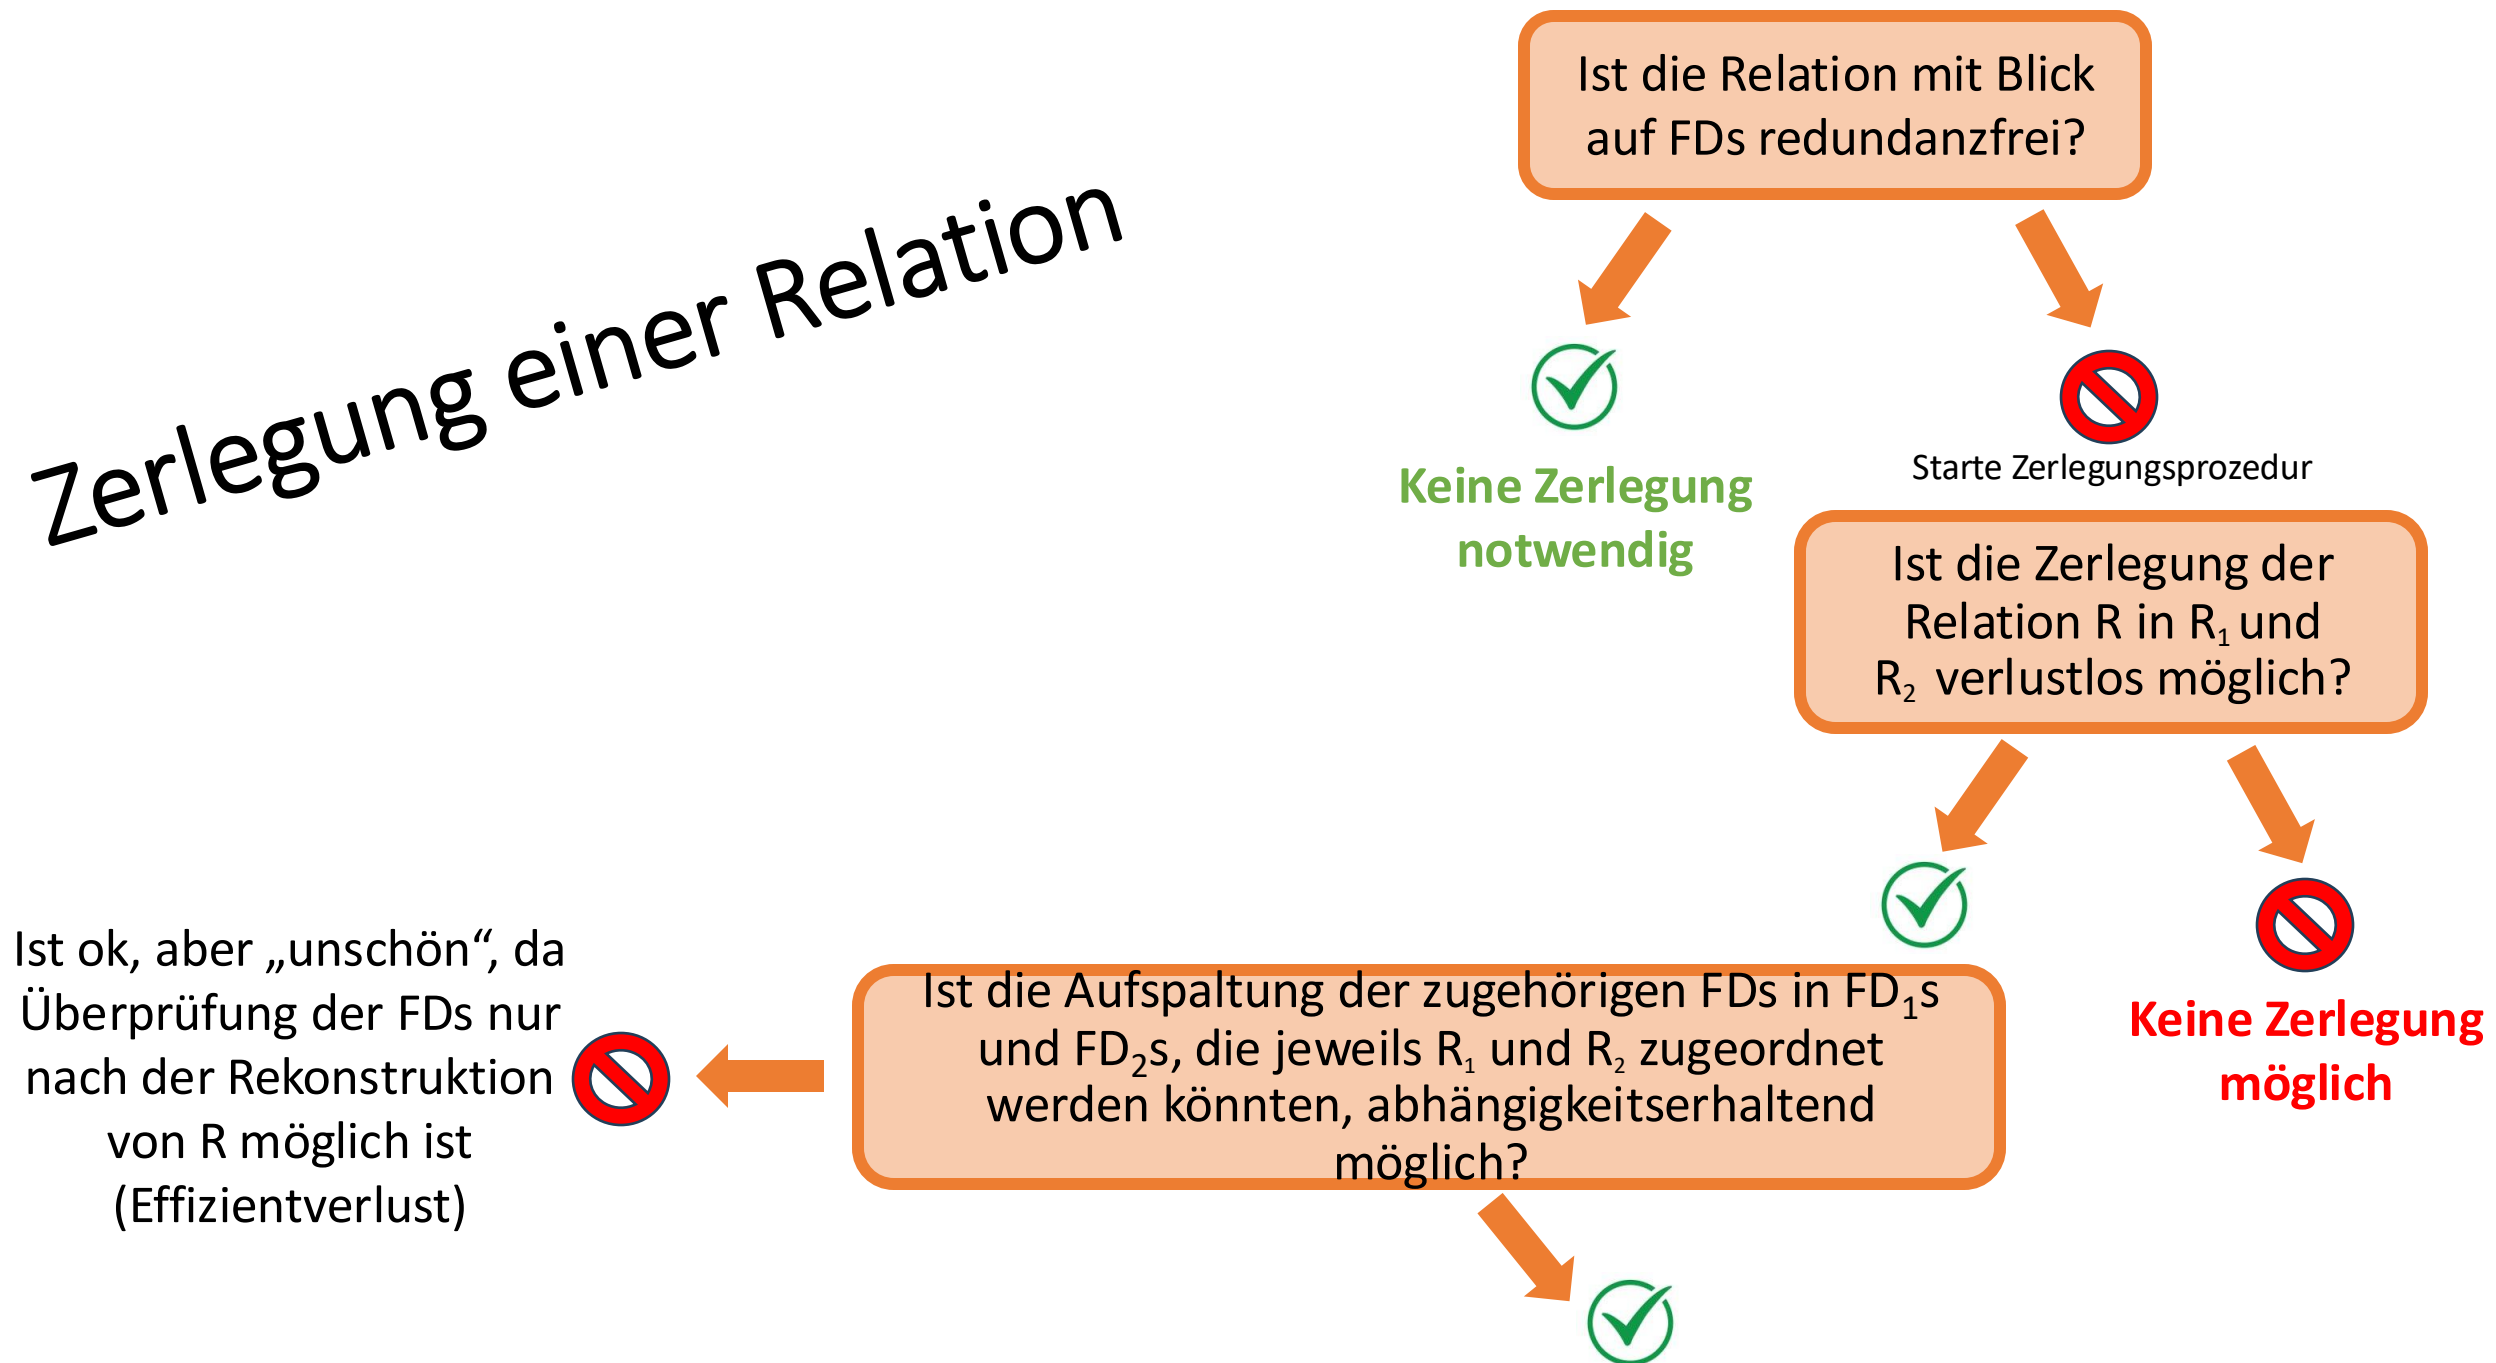 Zerlegung einer Relation
Ist die Relation mit Blick
auf FDs redundanzfrei?
Keine Zerlegung
notwendig
Starte Zerlegungsprozedur
Ist die Zerlegung der
Relation R in R₁ und
R₂ verlustlos möglich?
Keine Zerlegung
möglich
Ist die Aufspaltung der zugehörigen FDs in FD₁s
und FD₂s, die jeweils R₁ und R₂ zugeordnet
werden könnten, abhängigkeitserhaltend
möglich?
Ist ok, aber „unschön“, da
Überprüfung der FDs nur
nach der Rekonstruktion
von R möglich ist
(Effizientverlust)